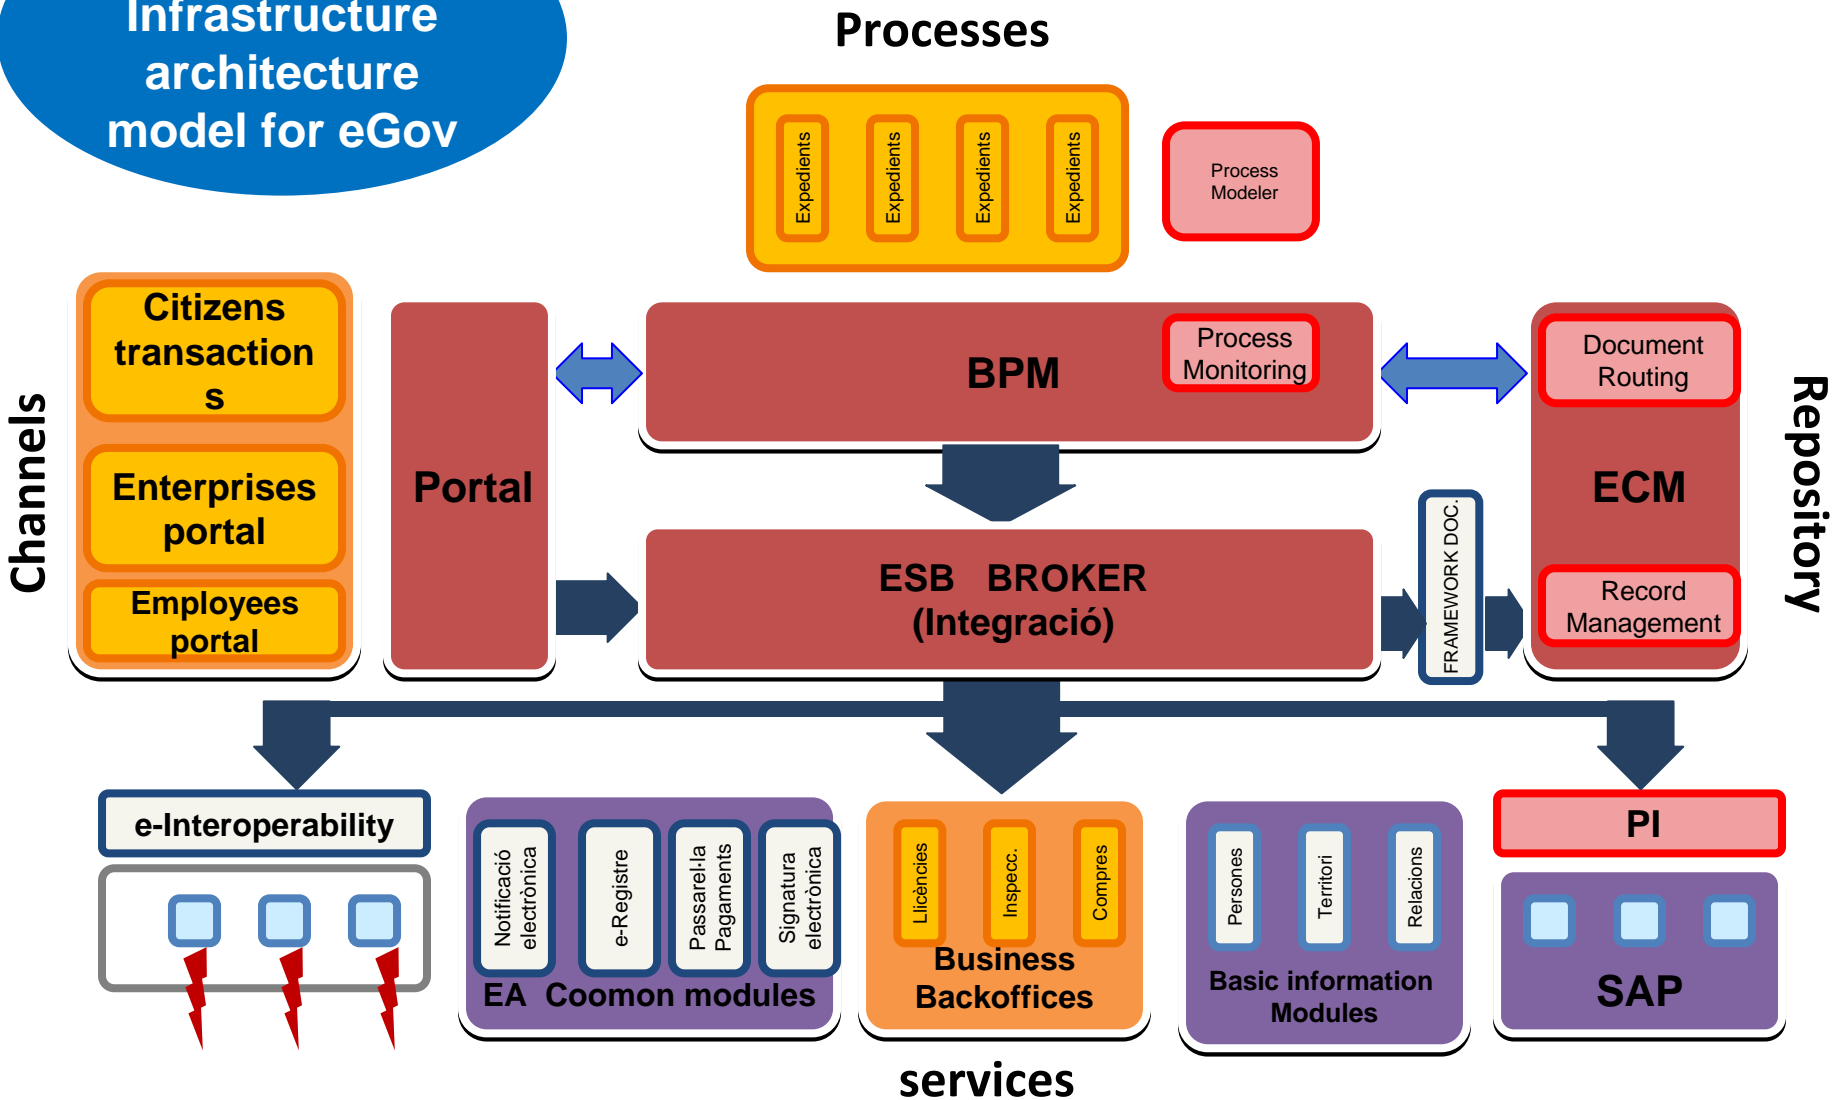 Infrastructure
architecture
model for eGov
Processes
Expedients
Expedients
Expedients
Expedients
Process
Modeler
Channels
Citizens
transaction
s
Enterprises
portal
Employees
portal
Portal
BPM
Process
Monitoring
ESB BROKER
(Integració)
FRAMEWORK DOC.
Document
Routing
ECM
Record
Management
Repository
e-Interoperability
Notificació
electrònica
e-Registre
Passarel·la
Pagaments
Signatura
electrònica
EA Coomon modules
Llicències
Inspecc.
Compres
Business
Backoffices
Persones
Territori
Relacions
Basic information
Modules
PI
SAP
services